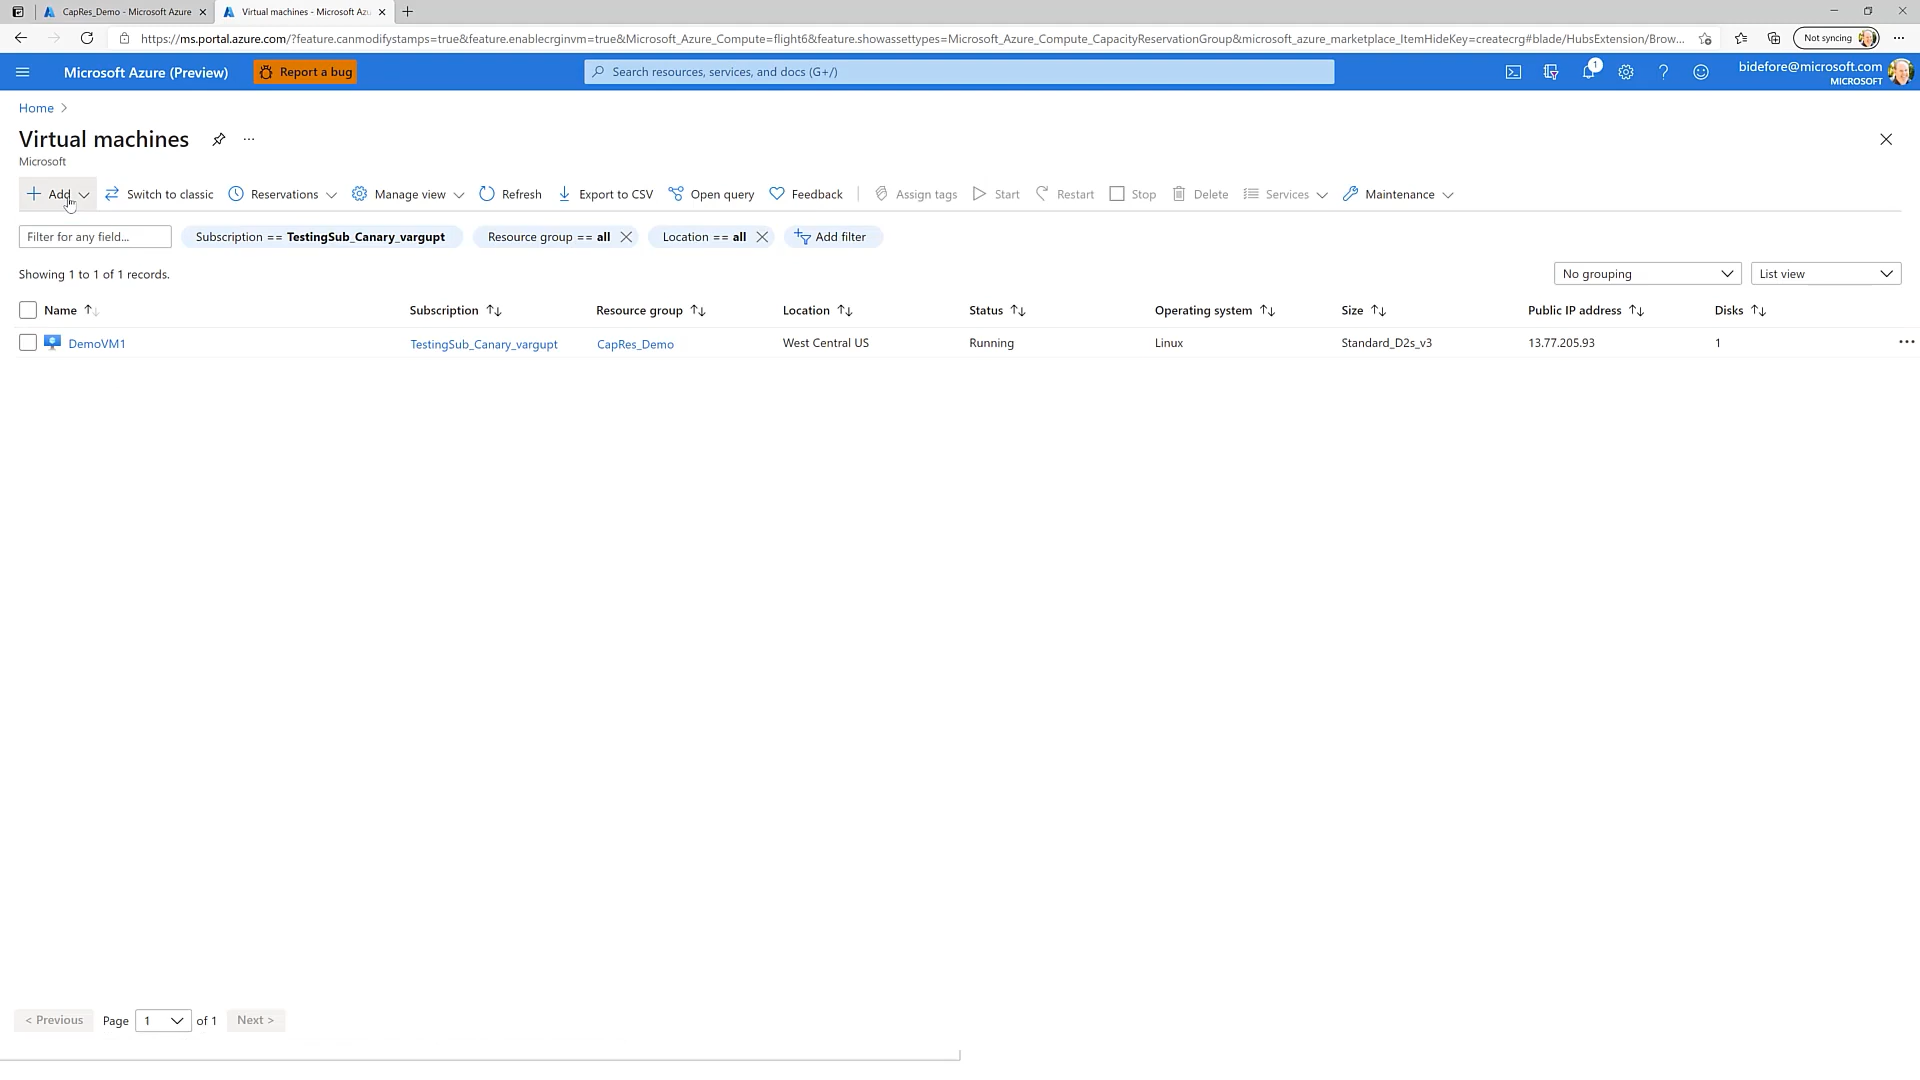 CapRes_Demo - Microsoft Azure
Virtual machines - Microsoft Azu
https://ms.portal.azure.com/?feature.canmodifystamps=true&feature.enablecrginvm=true&Microsoft_Azure_Compute=flight6&feature.showassettypes=Microsoft_Azure_Compute_CapacityReservationGroup&microsoft_azure_marketplace_ItemHideKey=createcrg#blade/HubsExtension/Brow...
Not syncing
Microsoft Azure (Preview)
Report a bug
Search resources, services, and docs (G+/)
1
bidefore@microsoft.com
MICROSOFT
Home
Virtual machines
Microsoft
Add Switch to classic Reservations Manage view Refresh Export to CSV Open query Feedback Assign tags Start Restart Stop Delete Services Maintenance
Filter for any field... Subscription == TestingSub_Canary_vargupt Resource group == all Location == all Add filter
Showing 1 to 1 of 1 records. No grouping List view
Name Subscription Resource group Location Status Operating system Size Public IP address Disks
DemoVM1 TestingSub_Canary_vargupt CapRes_Demo West Central US Running Linux Standard_D2s_v3 13.77.205.93 1
< Previous Page 1 of 1 Next >